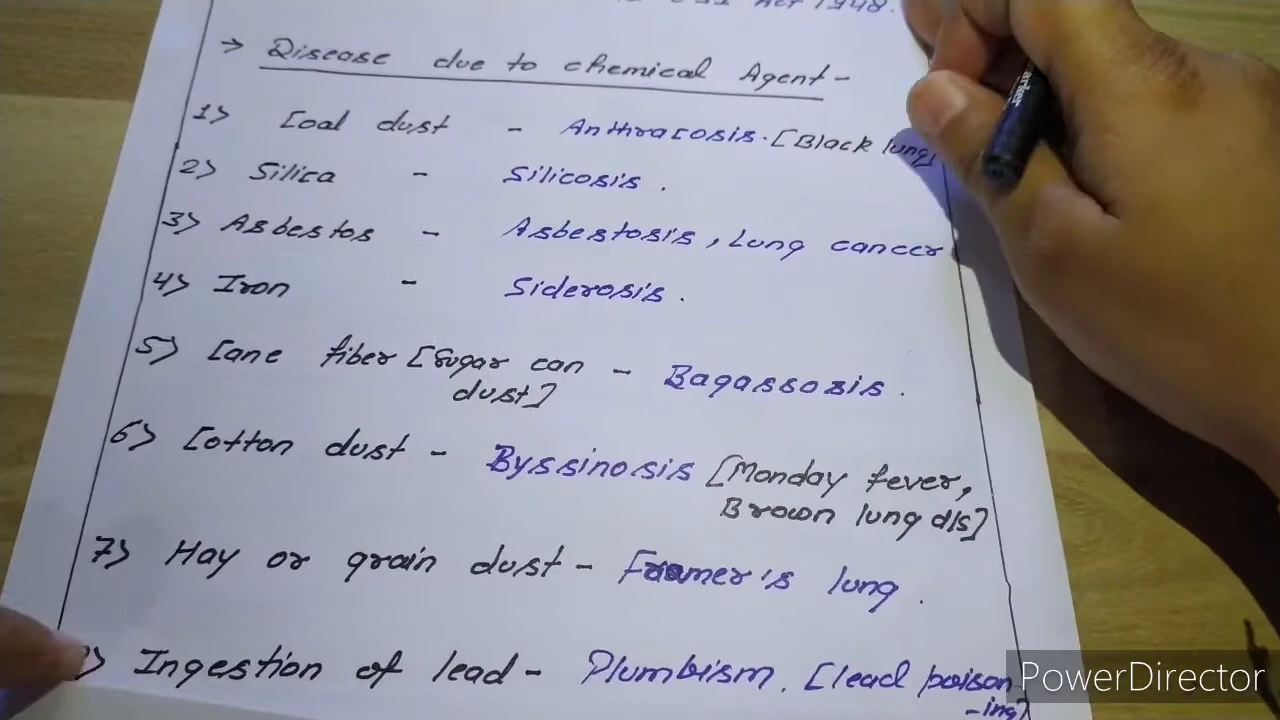 Act 1948.
→ Disease due to chemical Agent-
1> Coal dust - Anthracosis. [Black lung]
2> Silica - Silicosis.
3> Asbestos - Asbestosis, Lung cancer
4> Iron - Siderosis.
5> Cane fiber [Sugar can dust] - Bagassosis.
6> Cotton dust - Byssinosis [Monday fever,
Brown lung d/s]
7> Hay or grain dust - Farmer's lung.
> Ingestion of lead - Plumbism. [lead poison
-ing]
PowerDirector